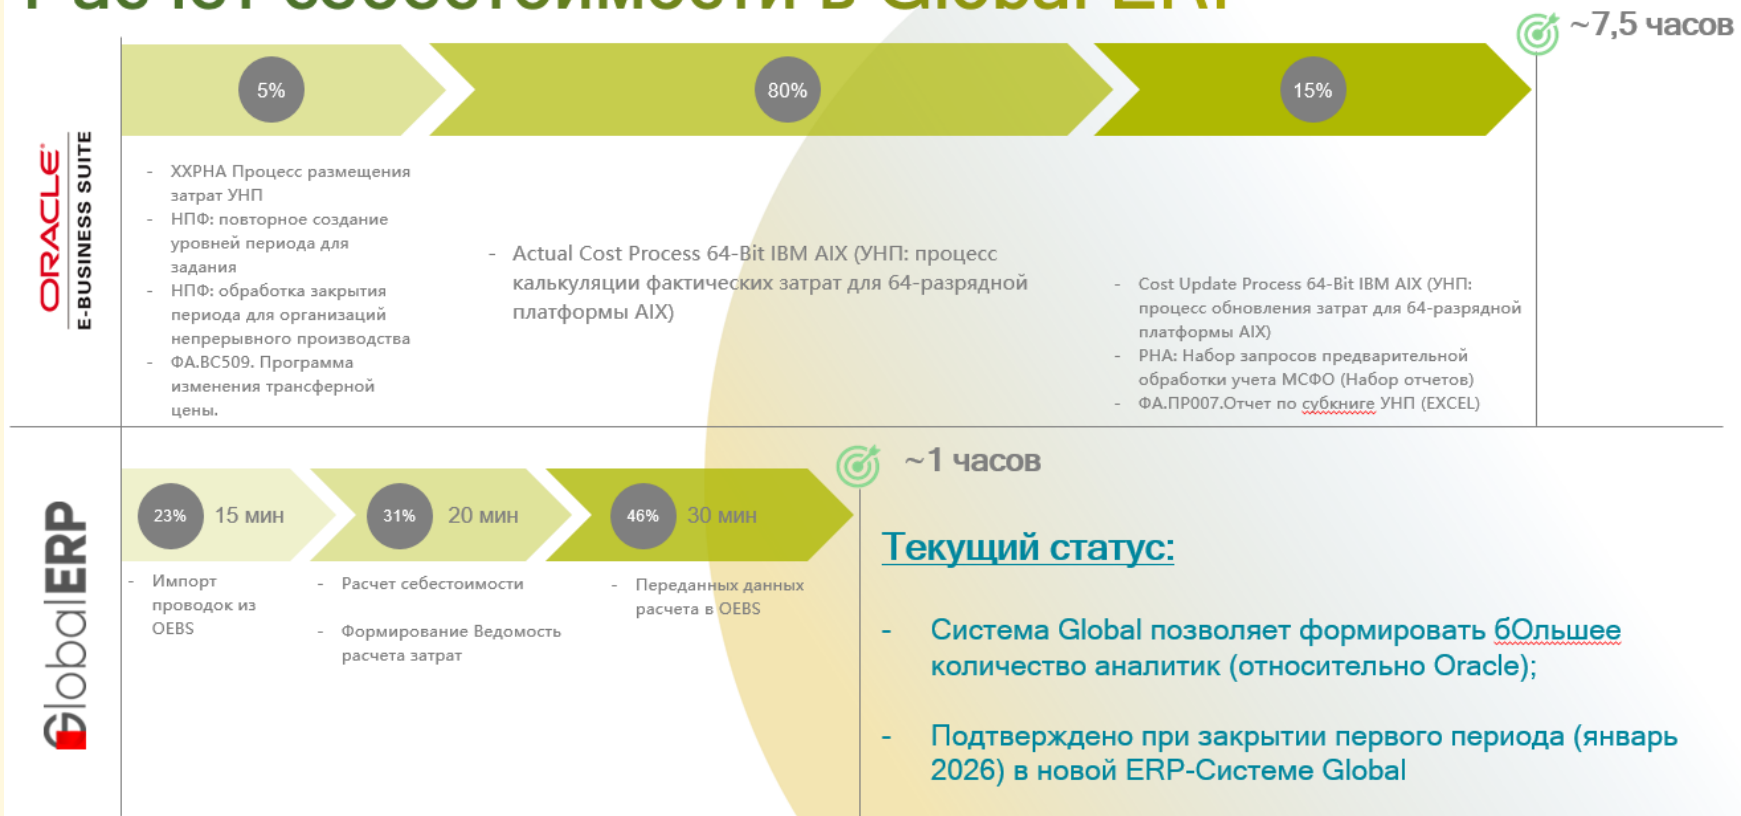 Расчет себестоимости в Global ERP
~7,5 часов
5%
80%
15%
ORACLE
E-BUSINESS SUITE
- XXPHA Процесс размещения
затрат УНП
- НПФ: повторное создание
уровней периода для
задания
- НПФ: обработка закрытия
периода для организаций
непрерывного производства
- ФА.ВС509. Программа
изменения трансферной
цены.
- Actual Cost Process 64-Bit IBM AIX (УНП: процесс
калькуляции фактических затрат для 64-разрядной
платформы AIX)
- Cost Update Process 64-Bit IBM AIX (УНП:
процесс обновления затрат для 64-разрядной
платформы AIX)
- PHA: Набор запросов предварительной
обработки учета МСФО (Набор отчетов)
- ФА.ПР007.Отчет по субкниге УНП (EXCEL)
~1 часов
23% 15 мин
31% 20 мин
46% 30 мин
Global ERP
- Импорт
проводок из
OEBS
- Расчет себестоимости
- Формирование Ведомость
расчета затрат
- Переданных данных
расчета в OEBS
Текущий статус:
- Система Global позволяет формировать бОльшее
количество аналитик (относительно Oracle);
- Подтверждено при закрытии первого периода (январь
2026) в новой ERP-Системе Global